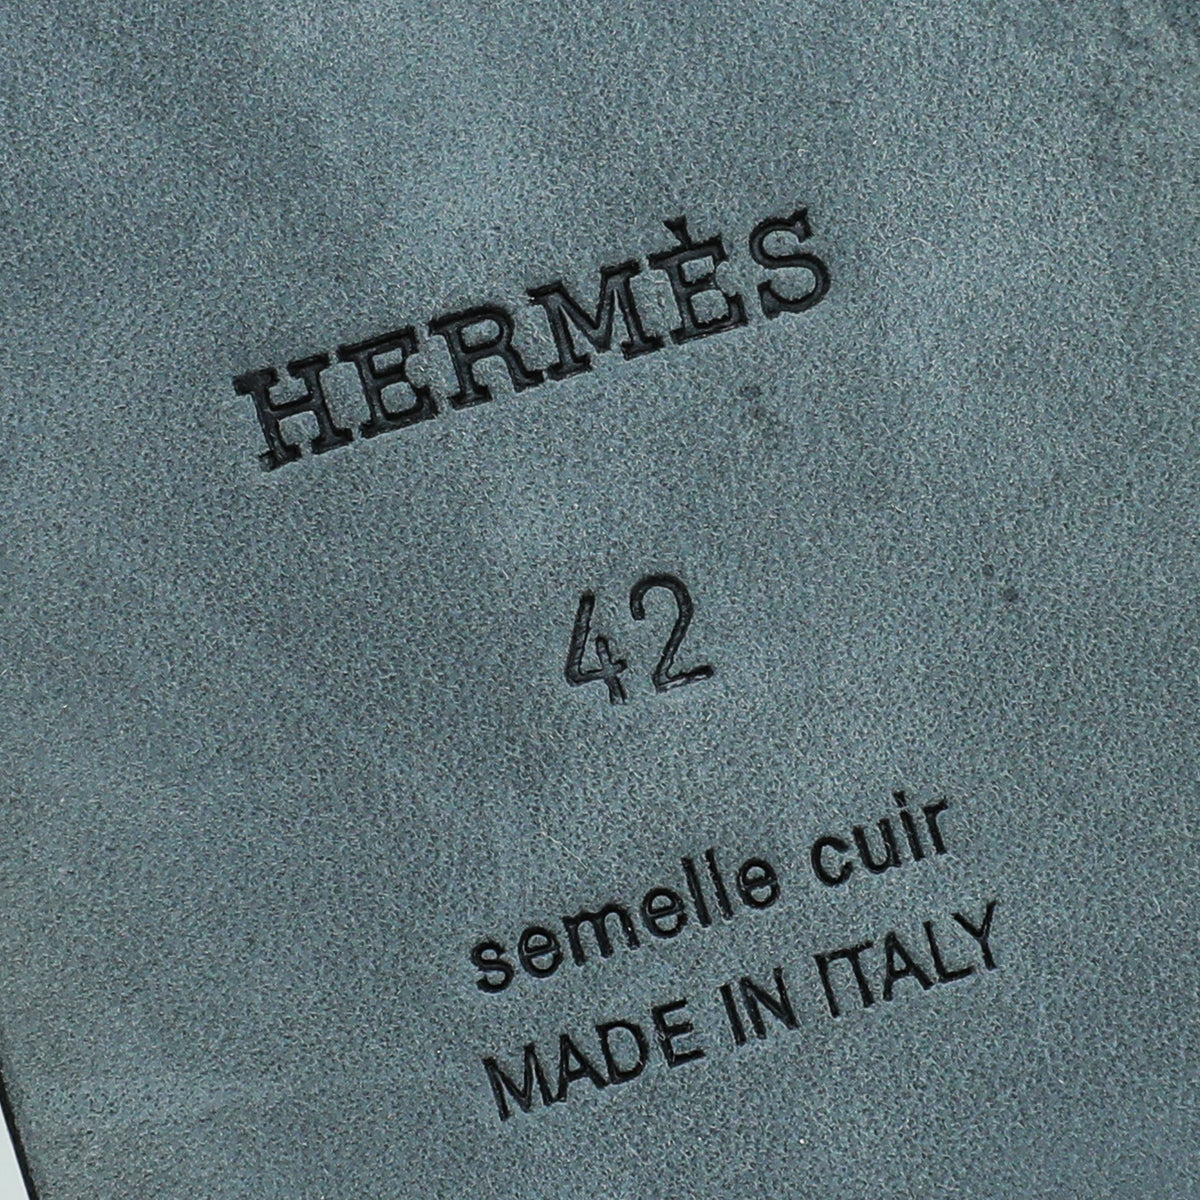 HERMÈS
42
semelle cuir
MADE IN ITALY